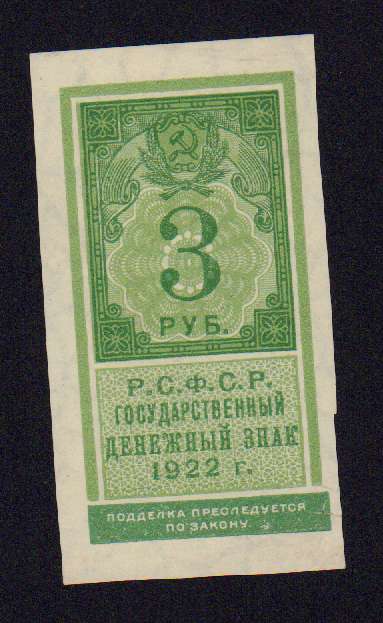 3
РУБ.
Р.С.Ф.С.Р.
ГОСУДАРСТВЕННЫЙ
ДЕНЕЖНЫЙ ЗНАК
1922 г.
ПОДДЕЛКА ПРЕСЛЕДУЕТСЯ
ПО ЗАКОНУ.